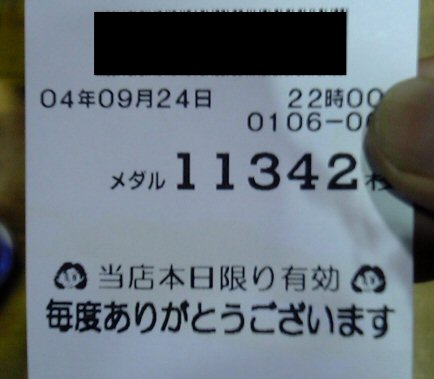 04年09月24日 22時00
0106-0
メダル 11342枚
当店本日限り有効
毎度ありがとうございます